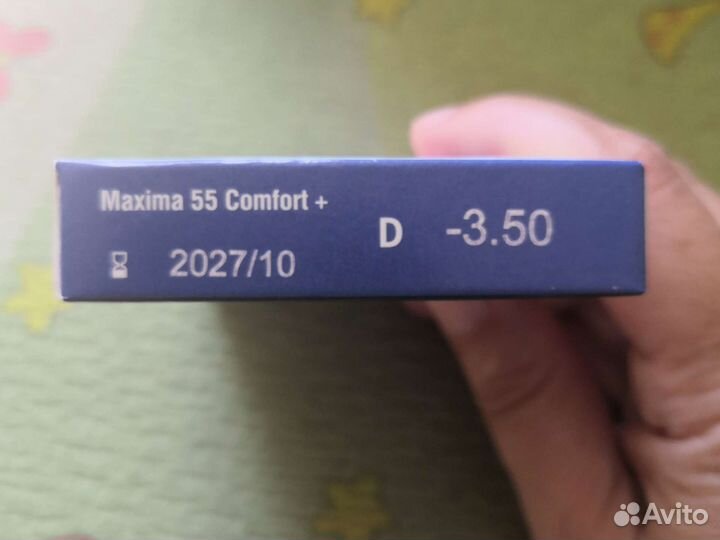 Maxima 55 Comfort +
D -3.50
2027/10
Avito